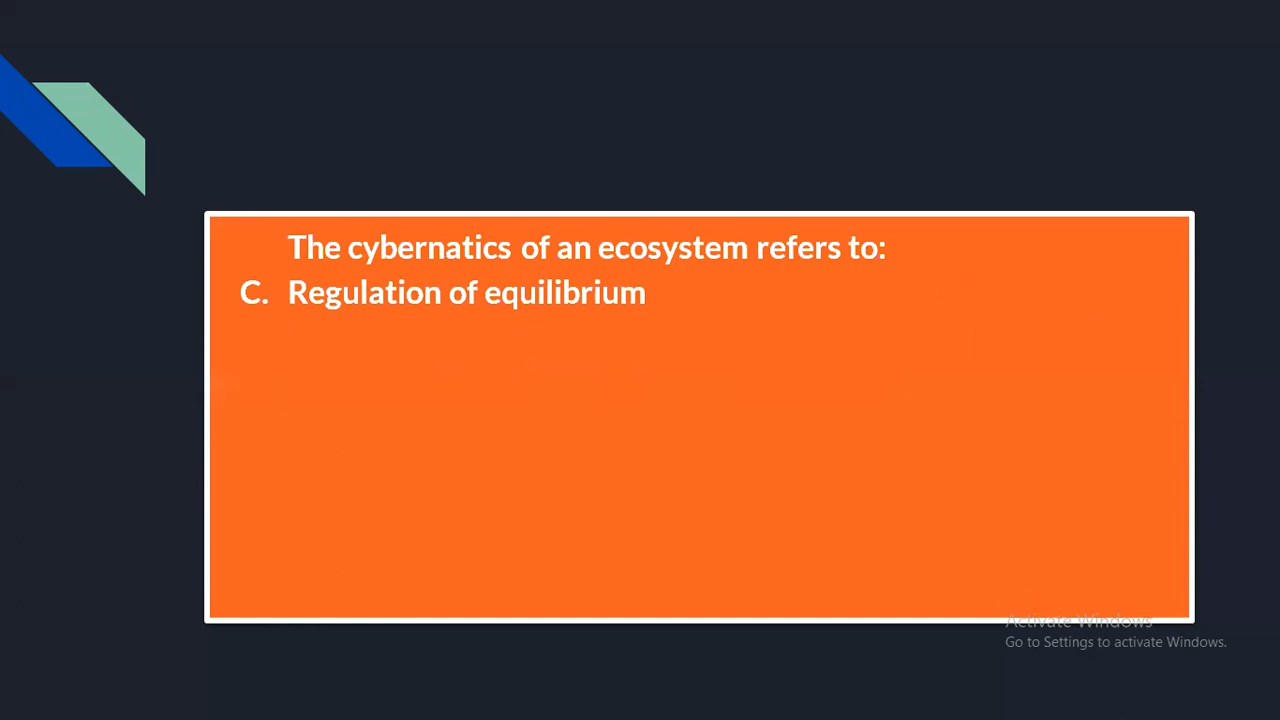 The cybernatics of an ecosystem refers to:
C. Regulation of equilibrium
Activate Windows
Go to Settings to activate Windows.